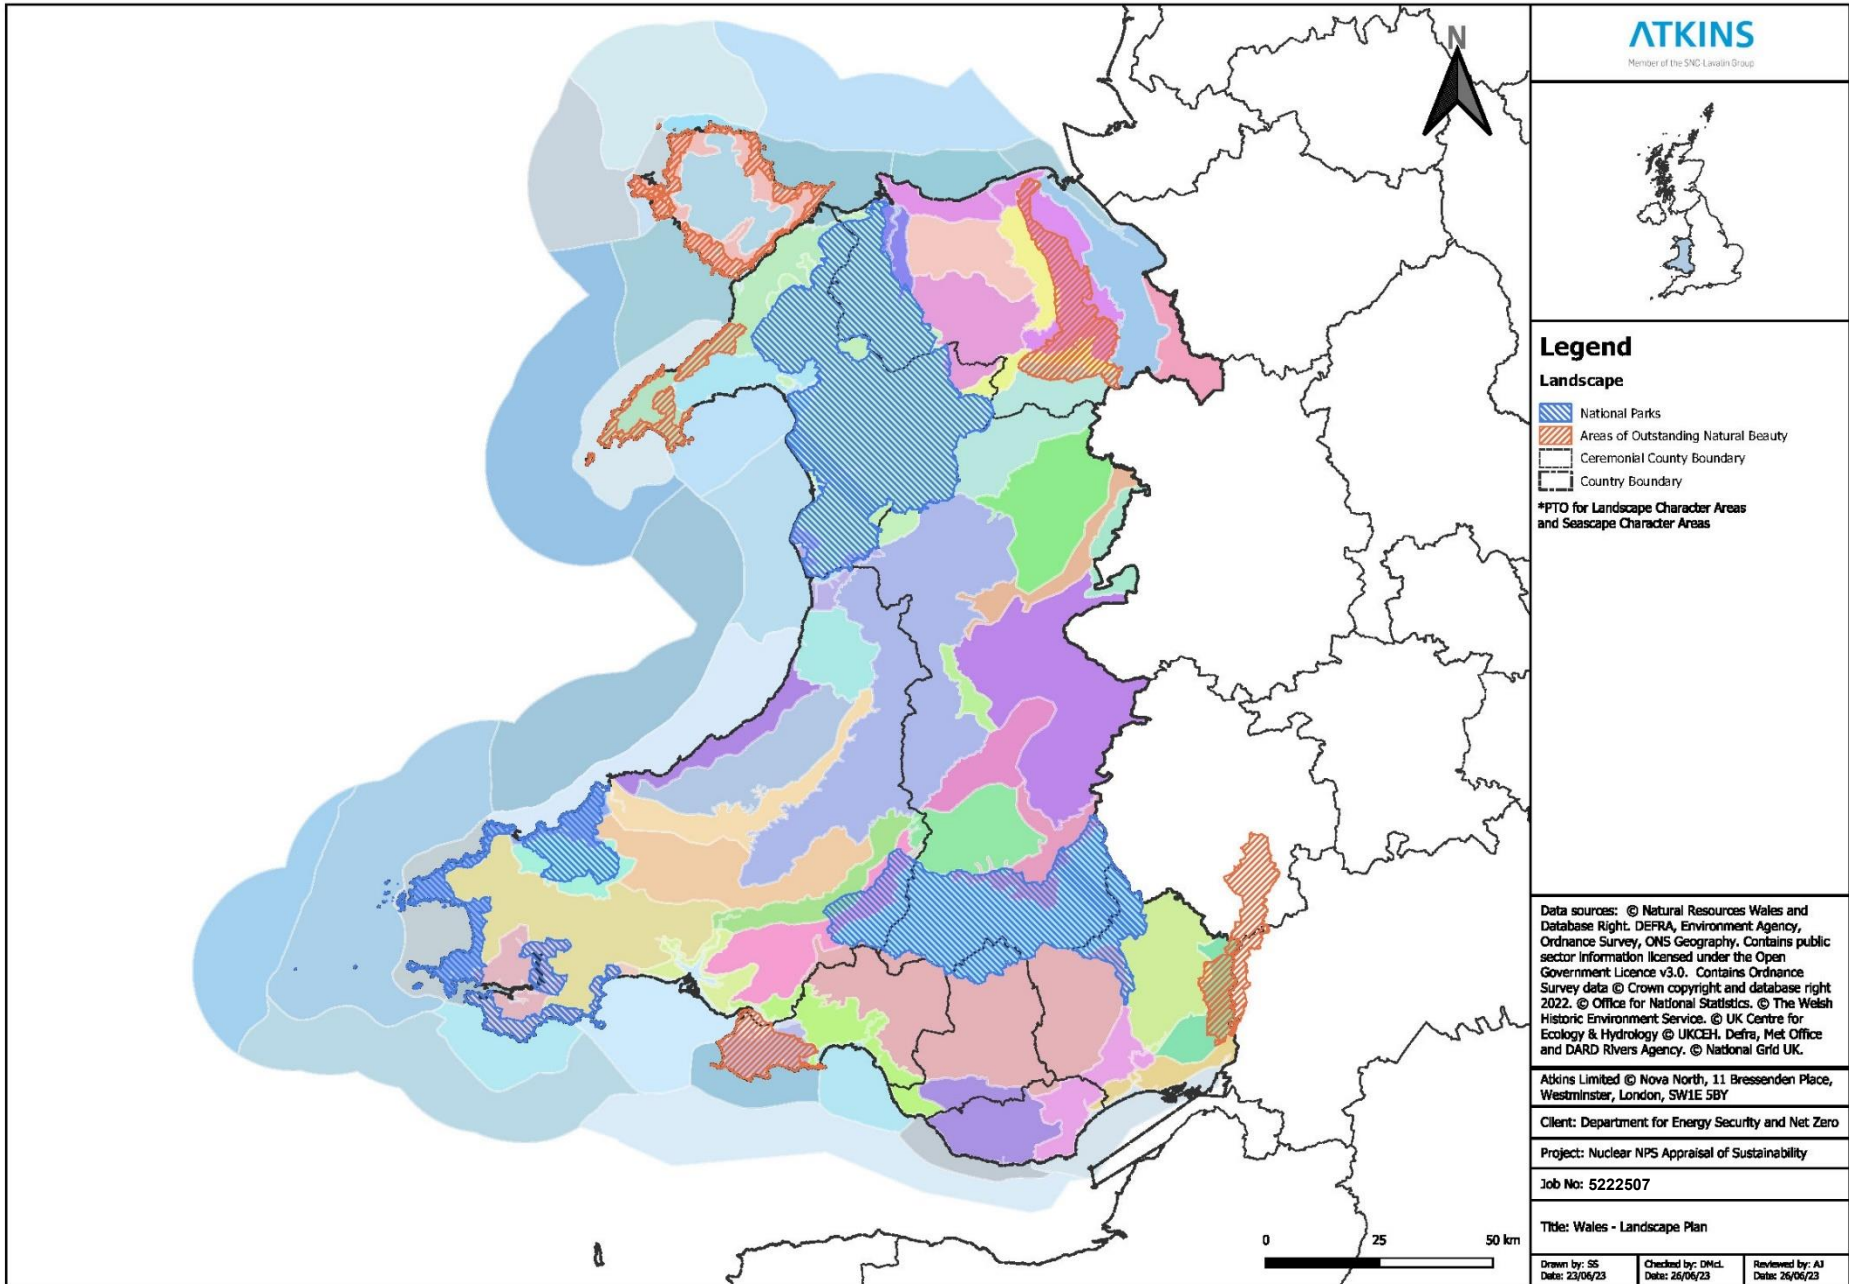 N
0 25 50 km
ATKINS
Member of the SNC-Lavalin Group
Legend
Landscape
National Parks
Areas of Outstanding Natural Beauty
Ceremonial County Boundary
Country Boundary
*PTO for Landscape Character Areas
and Seascape Character Areas
Data sources: © Natural Resources Wales and
Database Right. DEFRA, Environment Agency,
Ordnance Survey, ONS Geography. Contains public
sector information licensed under the Open
Government Licence v3.0. Contains Ordnance
Survey data © Crown copyright and database right
2022. © Office for National Statistics. © The Welsh
Historic Environment Service. © UK Centre for
Ecology & Hydrology © UKCEH. Defra, Met Office
and DARD Rivers Agency. © National Grid UK.
Atkins Limited © Nova North, 11 Bressenden Place,
Westminster, London, SW1E 5BY
Client: Department for Energy Security and Net Zero
Project: Nuclear NPS Appraisal of Sustainability
Job No: 5222507
Title: Wales - Landscape Plan
Drawn by: SS
Date: 23/06/23
Checked by: DMcL
Date: 26/06/23
Reviewed by: AJ
Date: 26/06/23